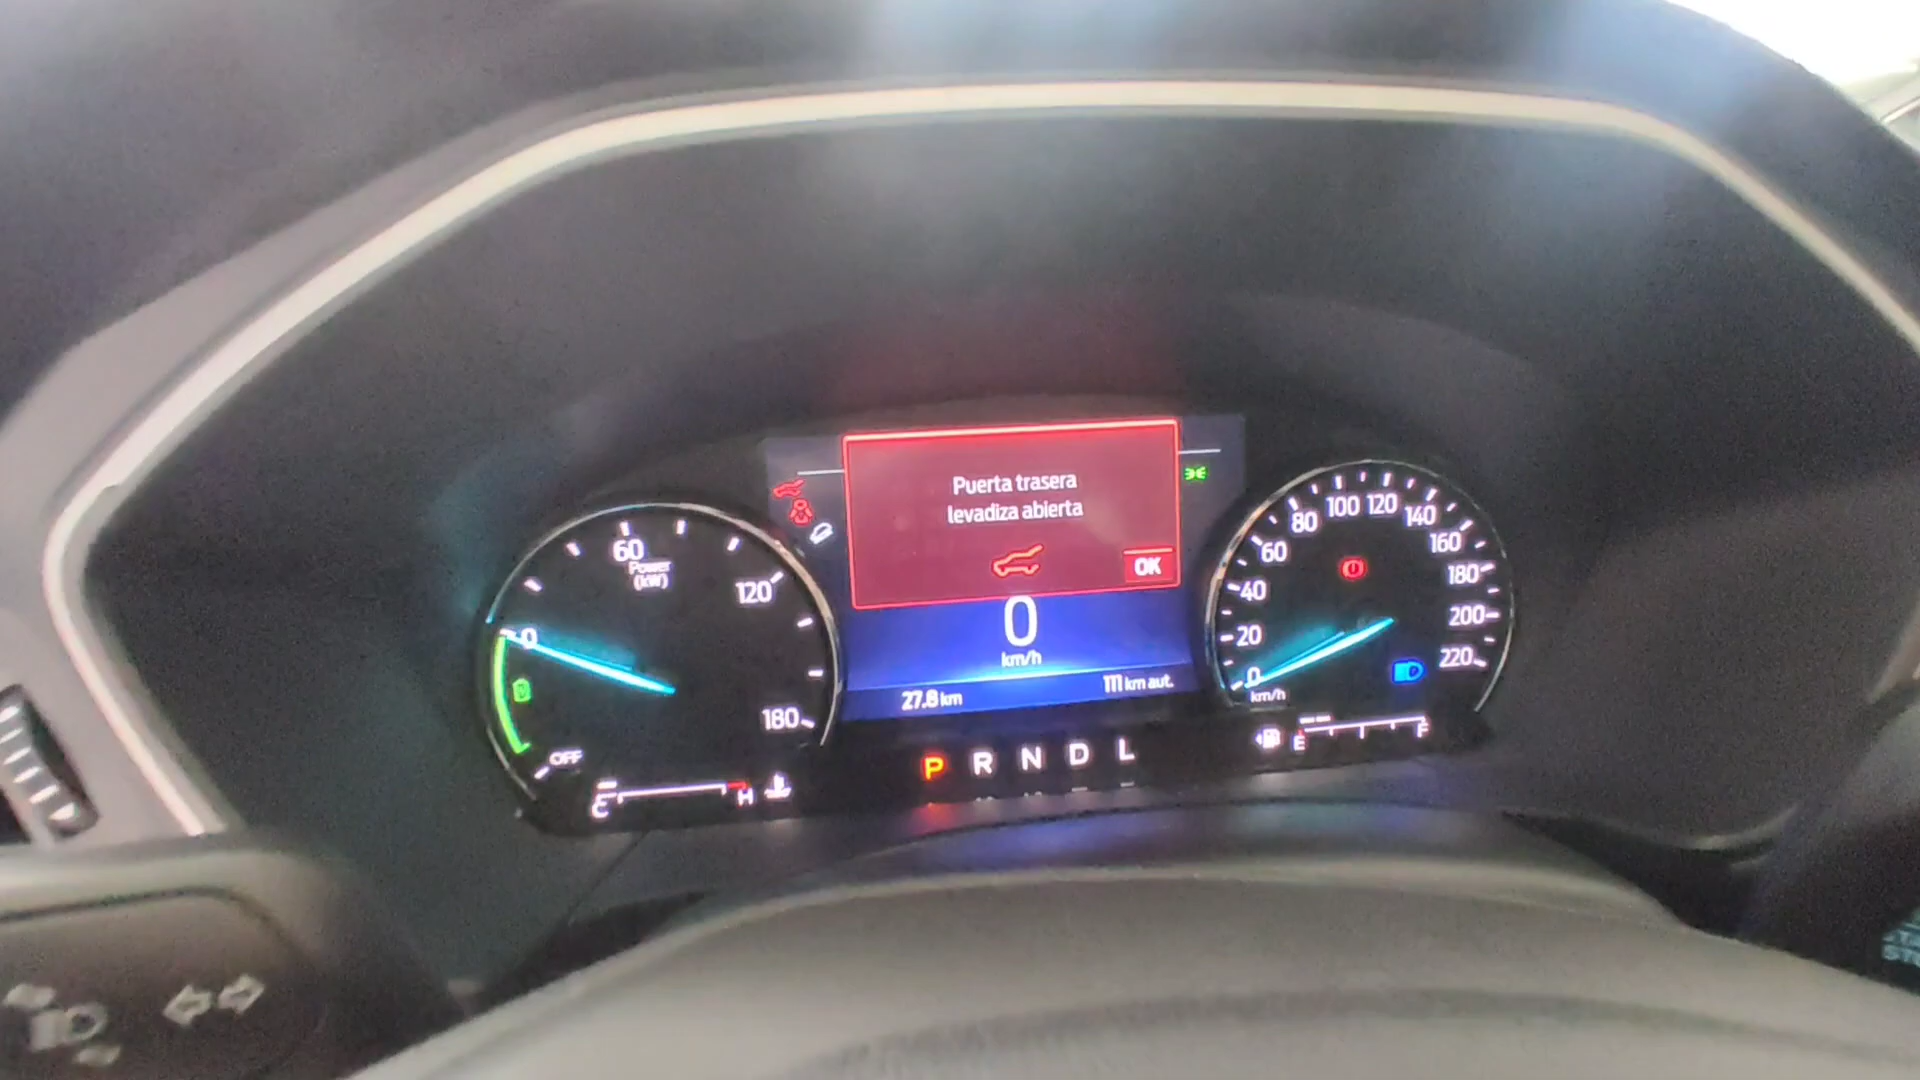 Puerta trasera
levadiza abierta
OK
0
km/h
27.8 km
111 km aut.
0
60
Power
(kW)
120
180
OFF
C
H
P R N D L
0
20
40
60
80
100
120
140
160
180
200
220
km/h
E
F